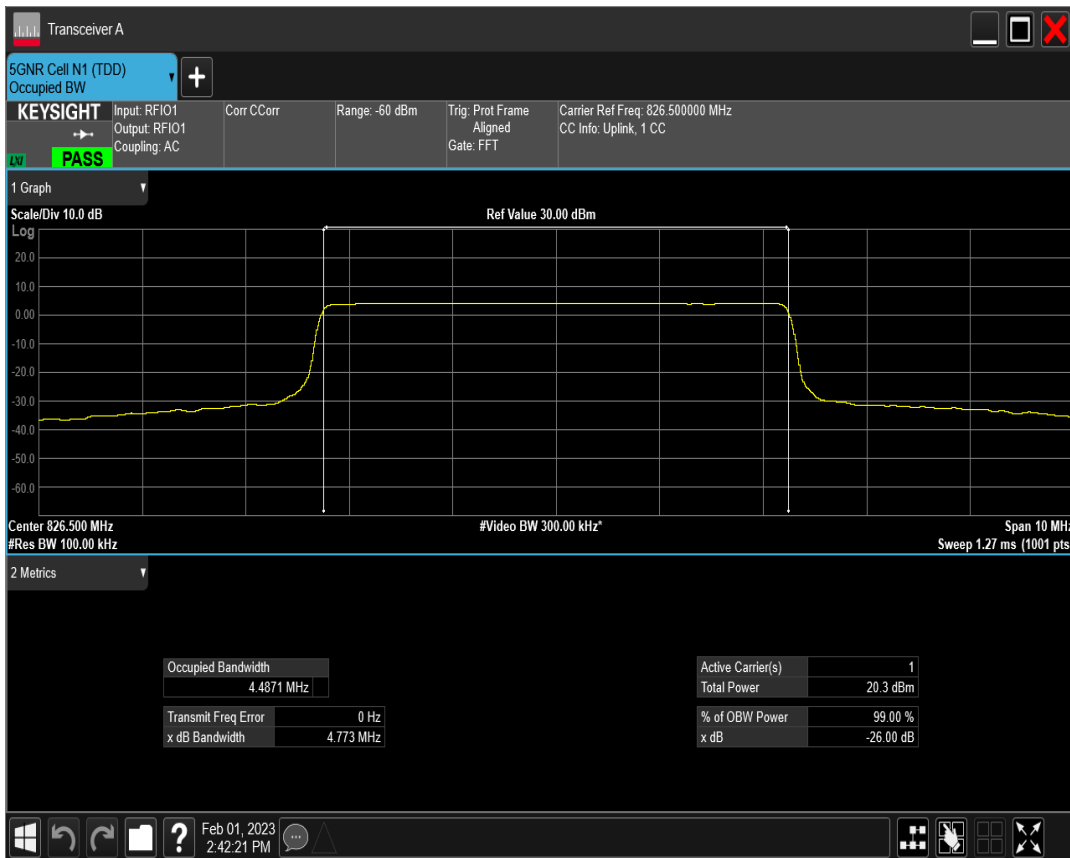 Transceiver A
5GNR Cell N1 (TDD)
Occupied BW
+
KEYSIGHT
LXI
PASS
Input: RFIO1
Output: RFIO1
Coupling: AC
Corr CCorr
Range: -60 dBm
Trig: Prot Frame
Aligned
Gate: FFT
Carrier Ref Freq: 826.500000 MHz
CC Info: Uplink, 1 CC
1 Graph
Scale/Div 10.0 dB
Ref Value 30.00 dBm
Log
20.0
10.0
0.00
-10.0
-20.0
-30.0
-40.0
-50.0
-60.0
Center 826.500 MHz
#Video BW 300.00 kHz*
Span 10 MHz
#Res BW 100.00 kHz
Sweep 1.27 ms (1001 pts
2 Metrics
Occupied Bandwidth
4.4871 MHz
Transmit Freq Error 0 Hz
x dB Bandwidth 4.773 MHz
Active Carrier(s) 1
Total Power 20.3 dBm
% of OBW Power 99.00 %
x dB -26.00 dB
?
Feb 01, 2023
2:42:21 PM